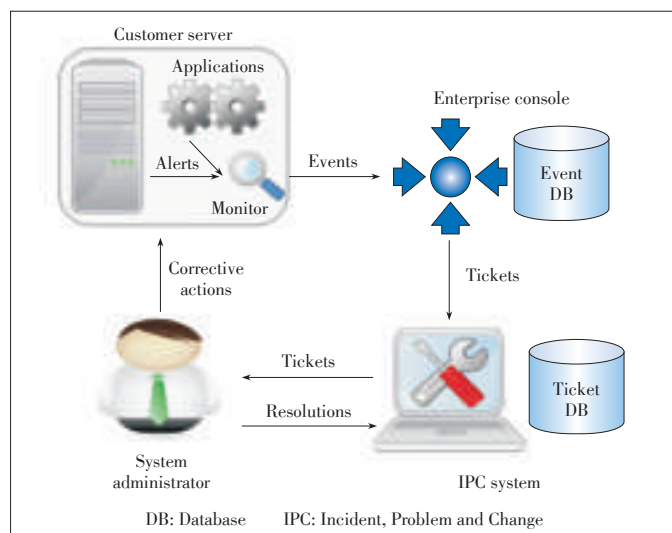 Customer server
Applications
Enterprise console
Alerts
Events
Monitor
Event
DB
Corrective
actions
Tickets
Tickets
Resolutions
Ticket
DB
System
administrator
IPC system
DB: Database IPC: Incident, Problem and Change